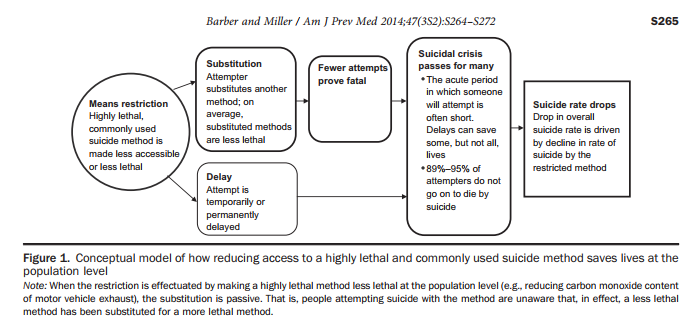 Barber and Miller / Am J Prev Med 2014;47(3S2):S264–S272
S265
Means restriction
Highly lethal,
commonly used
suicide method is
made less accessible
or less lethal
Substitution
Attempter
substitutes another
method; on
average,
substituted methods
are less lethal
Delay
Attempt is
temporarily or
permanently
delayed
Fewer attempts
prove fatal
Suicidal crisis
passes for many
•The acute period
in which someone
will attempt is
often short.
Delays can save
some, but not all,
lives
•89%–95% of
attempters do not
go on to die by
suicide
Suicide rate drops
Drop in overall
suicide rate is driven
by decline in rate of
suicide by the
restricted method
Figure 1. Conceptual model of how reducing access to a highly lethal and commonly used suicide method saves lives at the
population level
Note: When the restriction is effectuated by making a highly lethal method less lethal at the population level (e.g., reducing carbon monoxide content
of motor vehicle exhaust), the substitution is passive. That is, people attempting suicide with the method are unaware that, in effect, a less lethal
method has been substituted for a more lethal method.